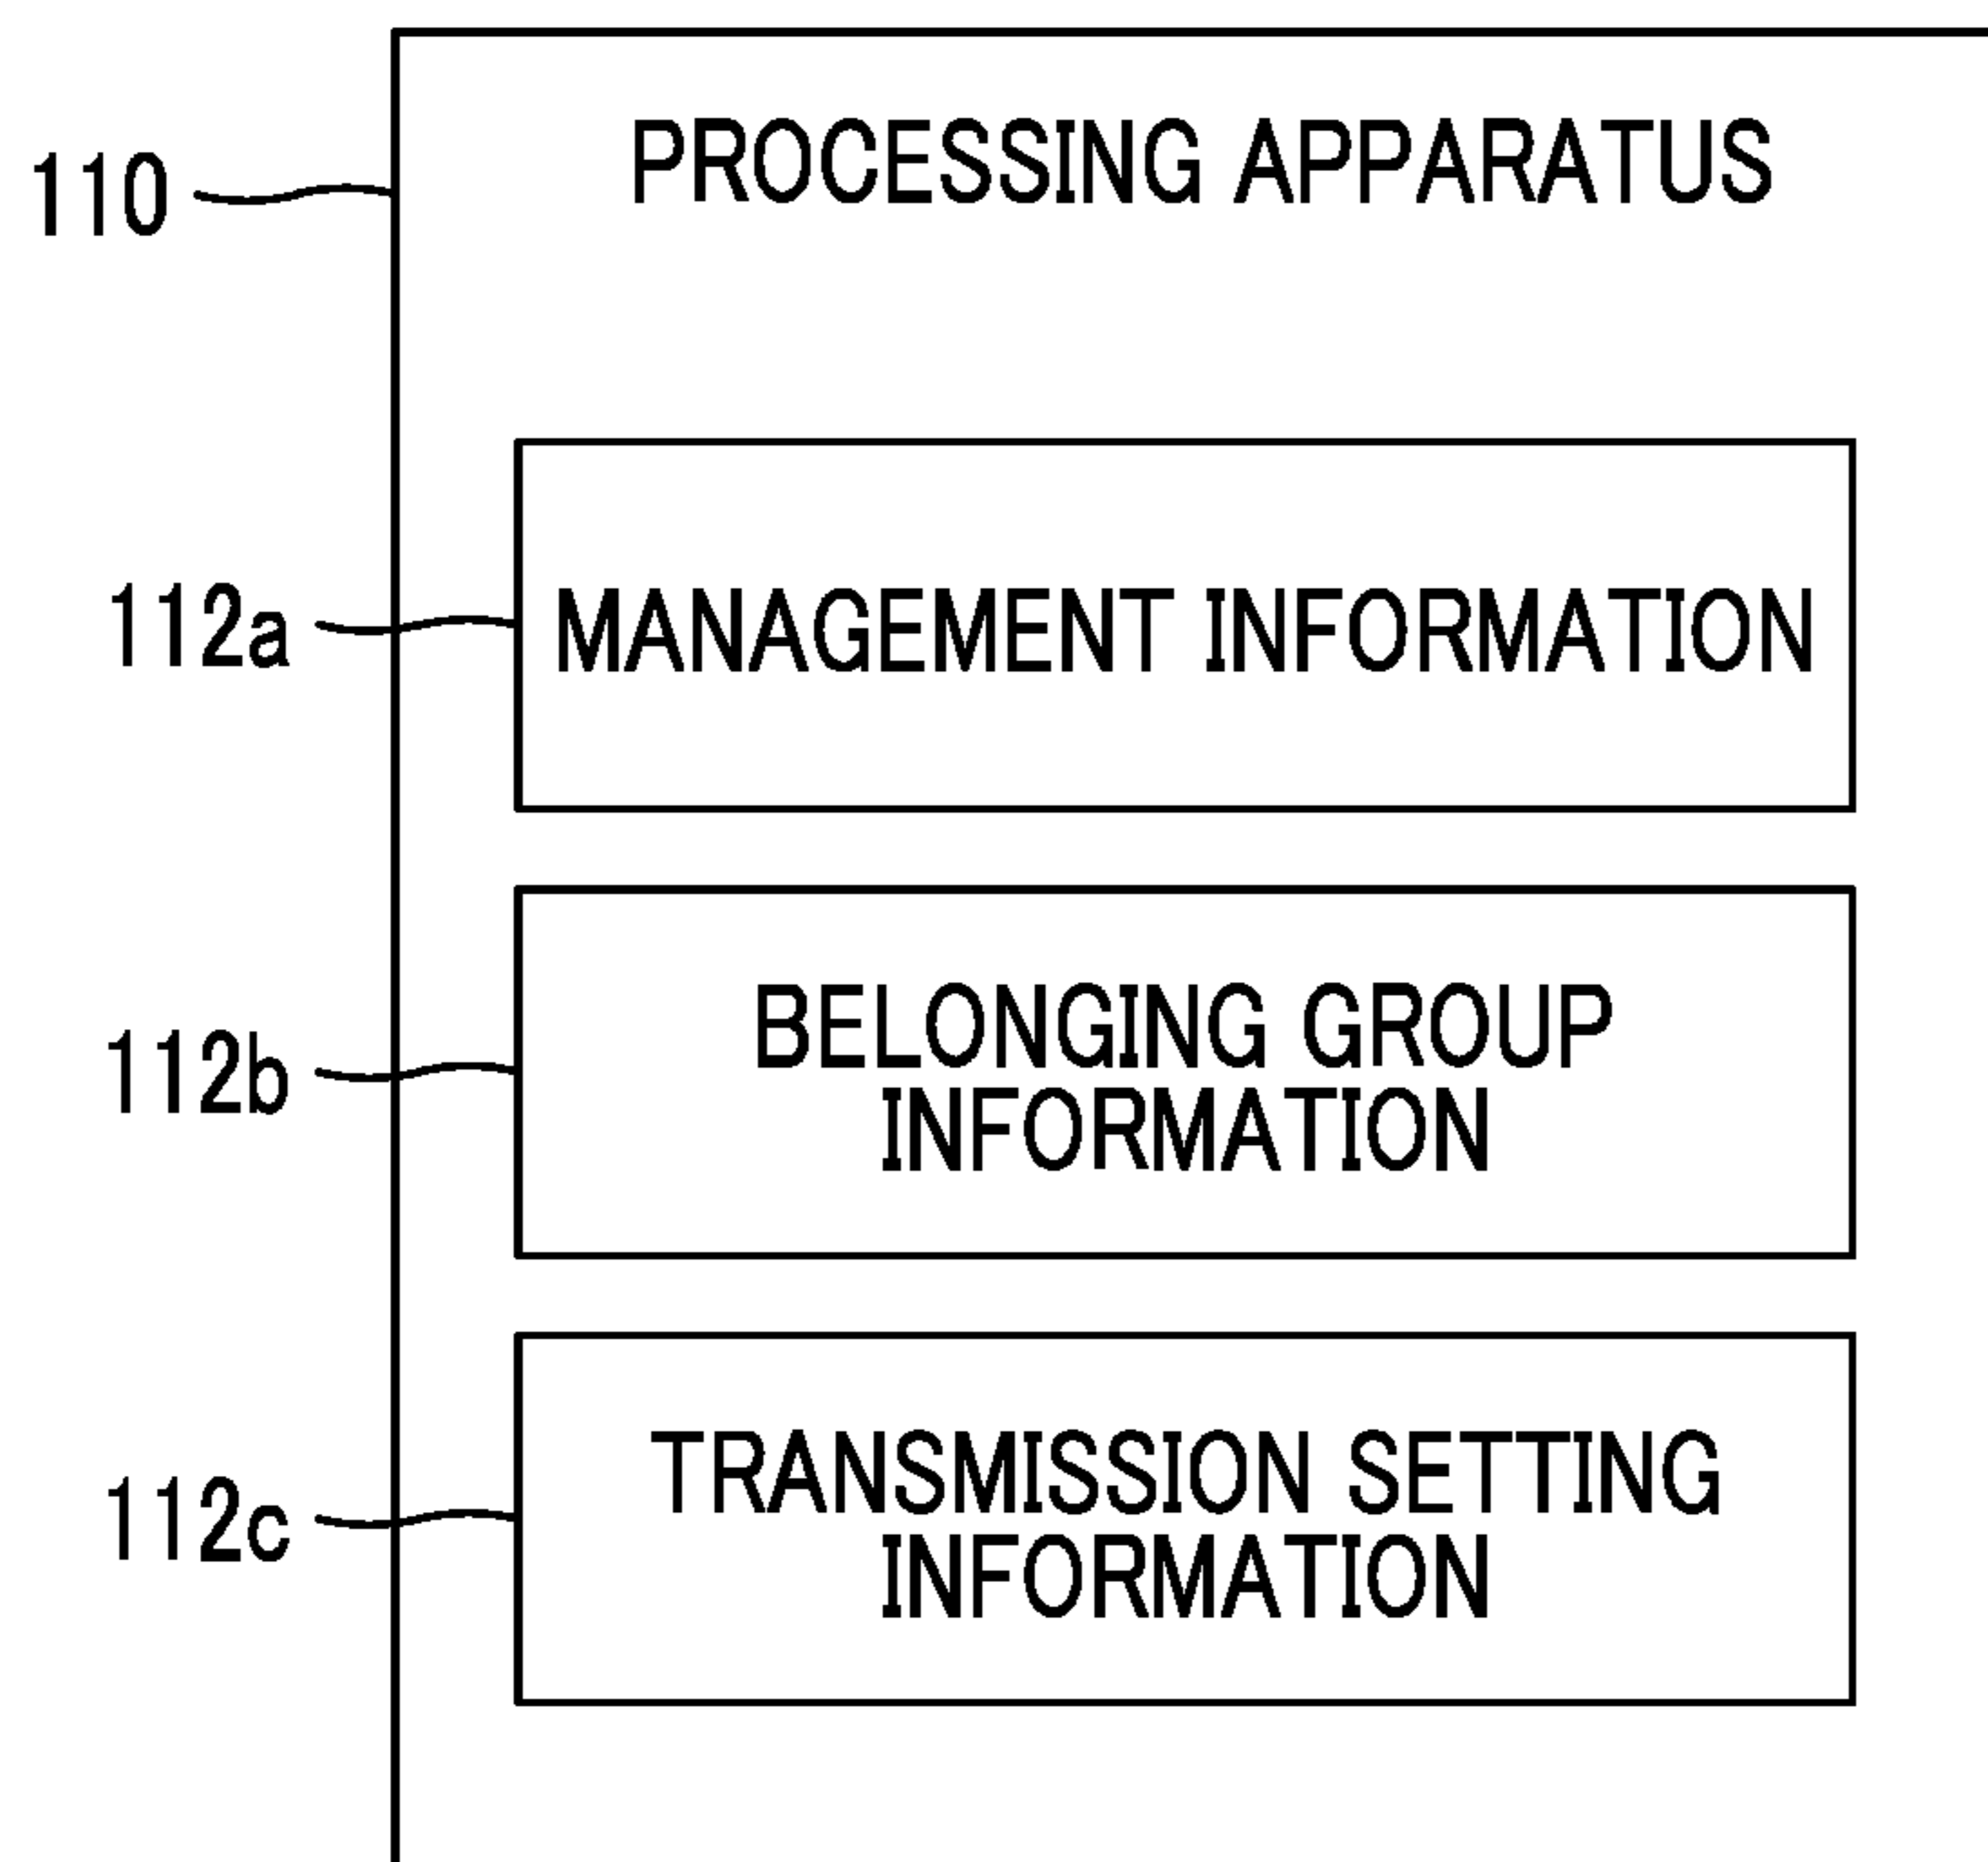 PROCESSING APPARATUS
110
112a
MANAGEMENT INFORMATION
112b
BELONGING GROUP
INFORMATION
112c
TRANSMISSION SETTING
INFORMATION